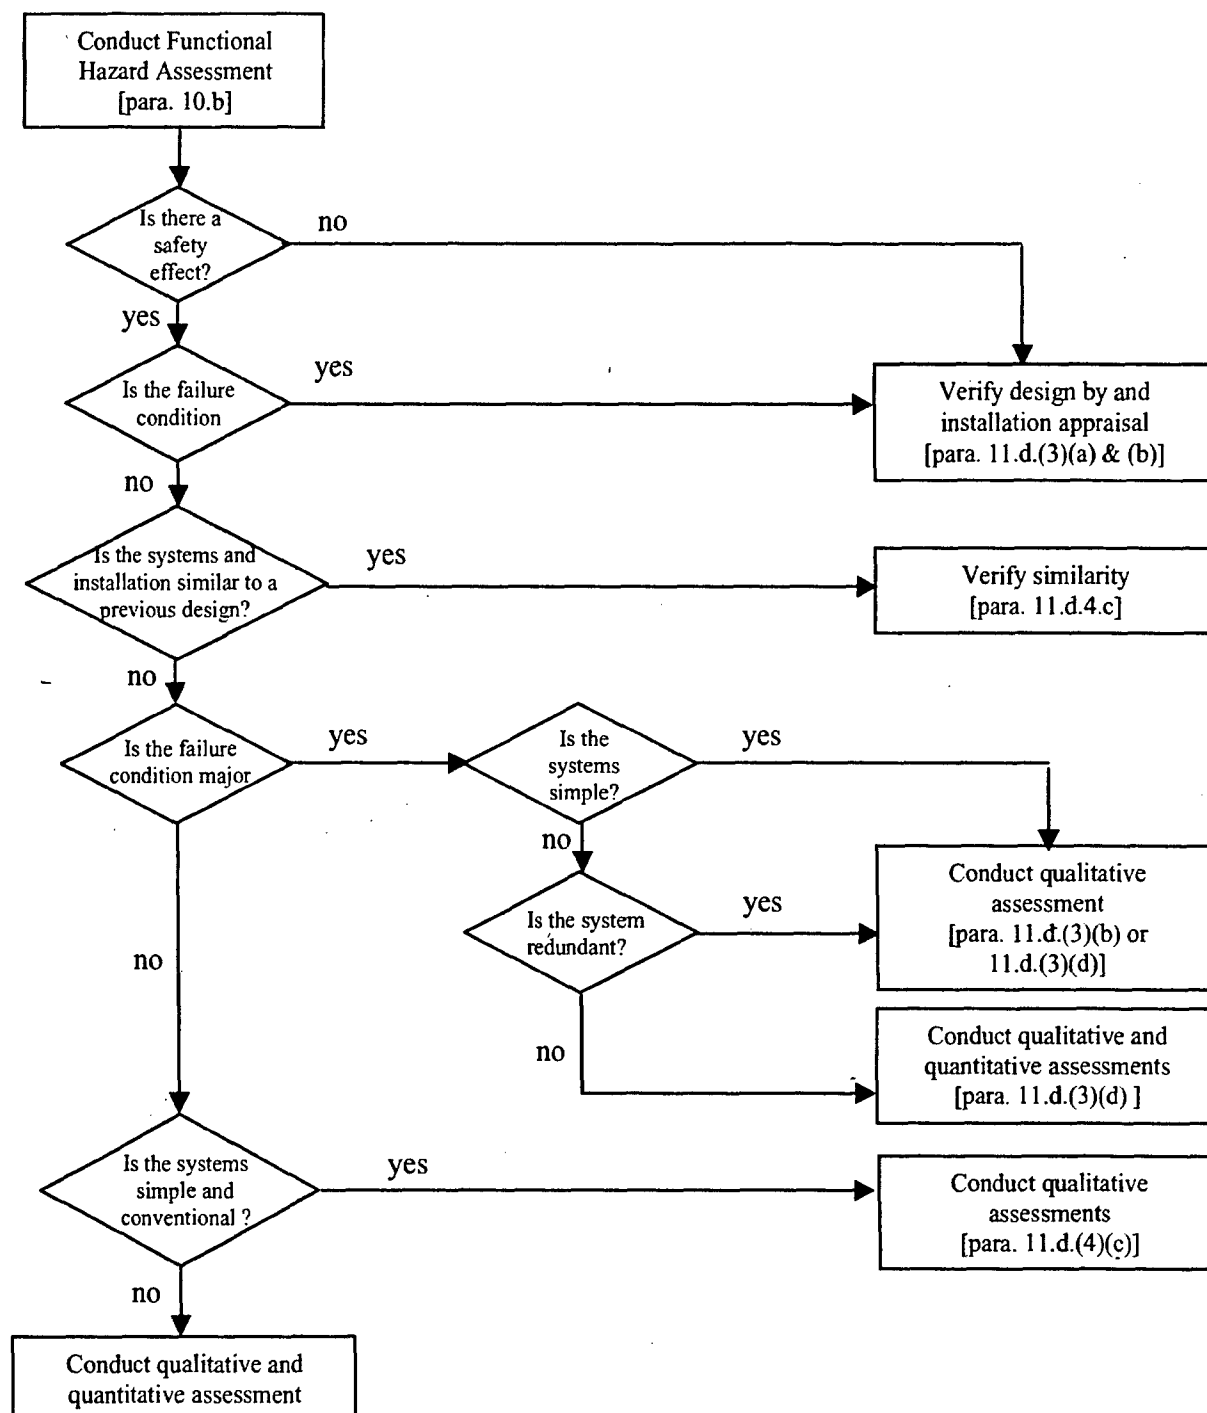 Conduct Functional
Hazard Assessment
[para. 10.b]
Is there a
safety
effect?
no
yes
Is the failure
condition
yes
Verify design by and
installation appraisal
[para. 11.d.(3)(a) & (b)]
no
Is the systems and
installation similar to a
previous design?
yes
Verify similarity
[para. 11.d.4.c]
no
Is the failure
condition major
yes
Is the
systems
simple?
yes
no
Conduct qualitative
assessment
[para. 11.d.(3)(b) or
11.d.(3)(d)]
Is the system
redundant?
yes
no
no
Conduct qualitative and
quantitative assessments
[para. 11.d.(3)(d) ]
Is the systems
simple and
conventional ?
yes
Conduct qualitative
assessments
[para. 11.d.(4)(c)]
no
Conduct qualitative and
quantitative assessment